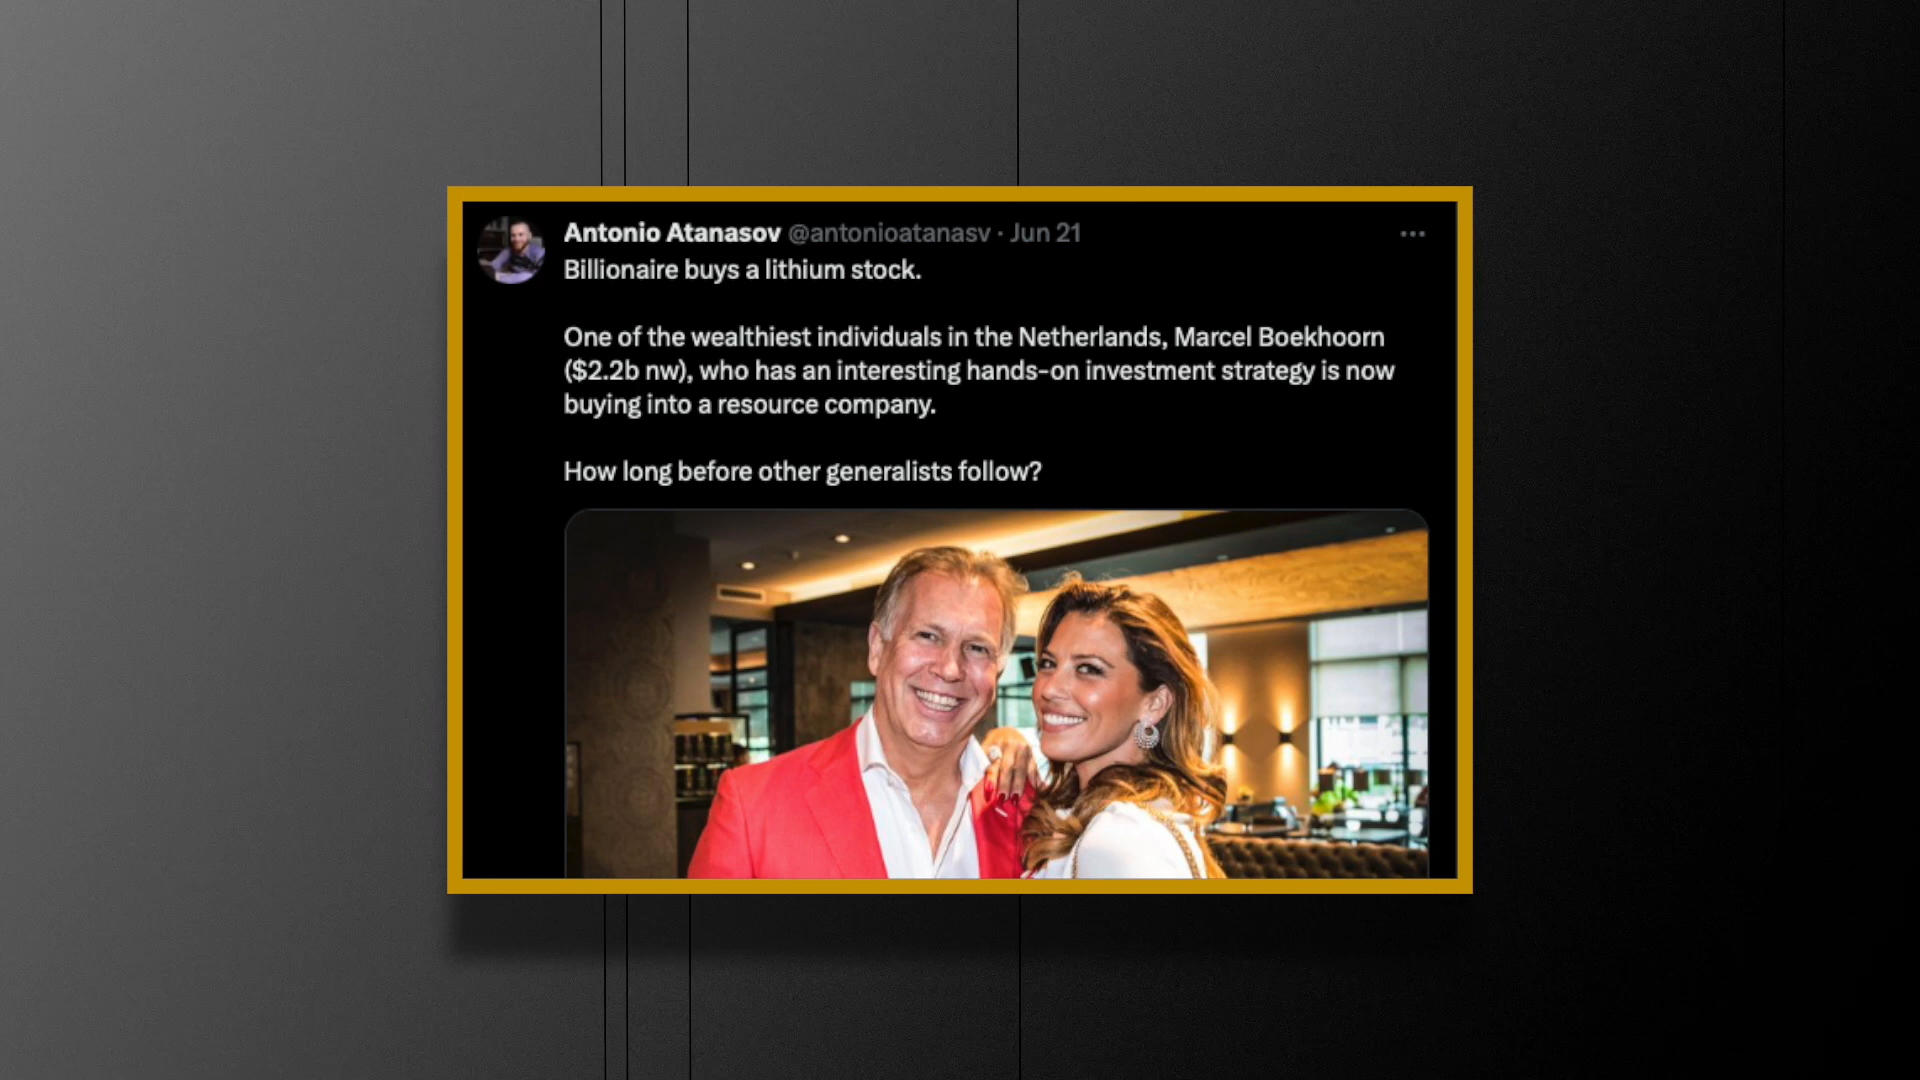 Antonio Atanasov @antonioatanasv · Jun 21
Billionaire buys a lithium stock.
One of the wealthiest individuals in the Netherlands, Marcel Boekhoorn
($2.2b nw), who has an interesting hands-on investment strategy is now
buying into a resource company.
How long before other generalists follow?